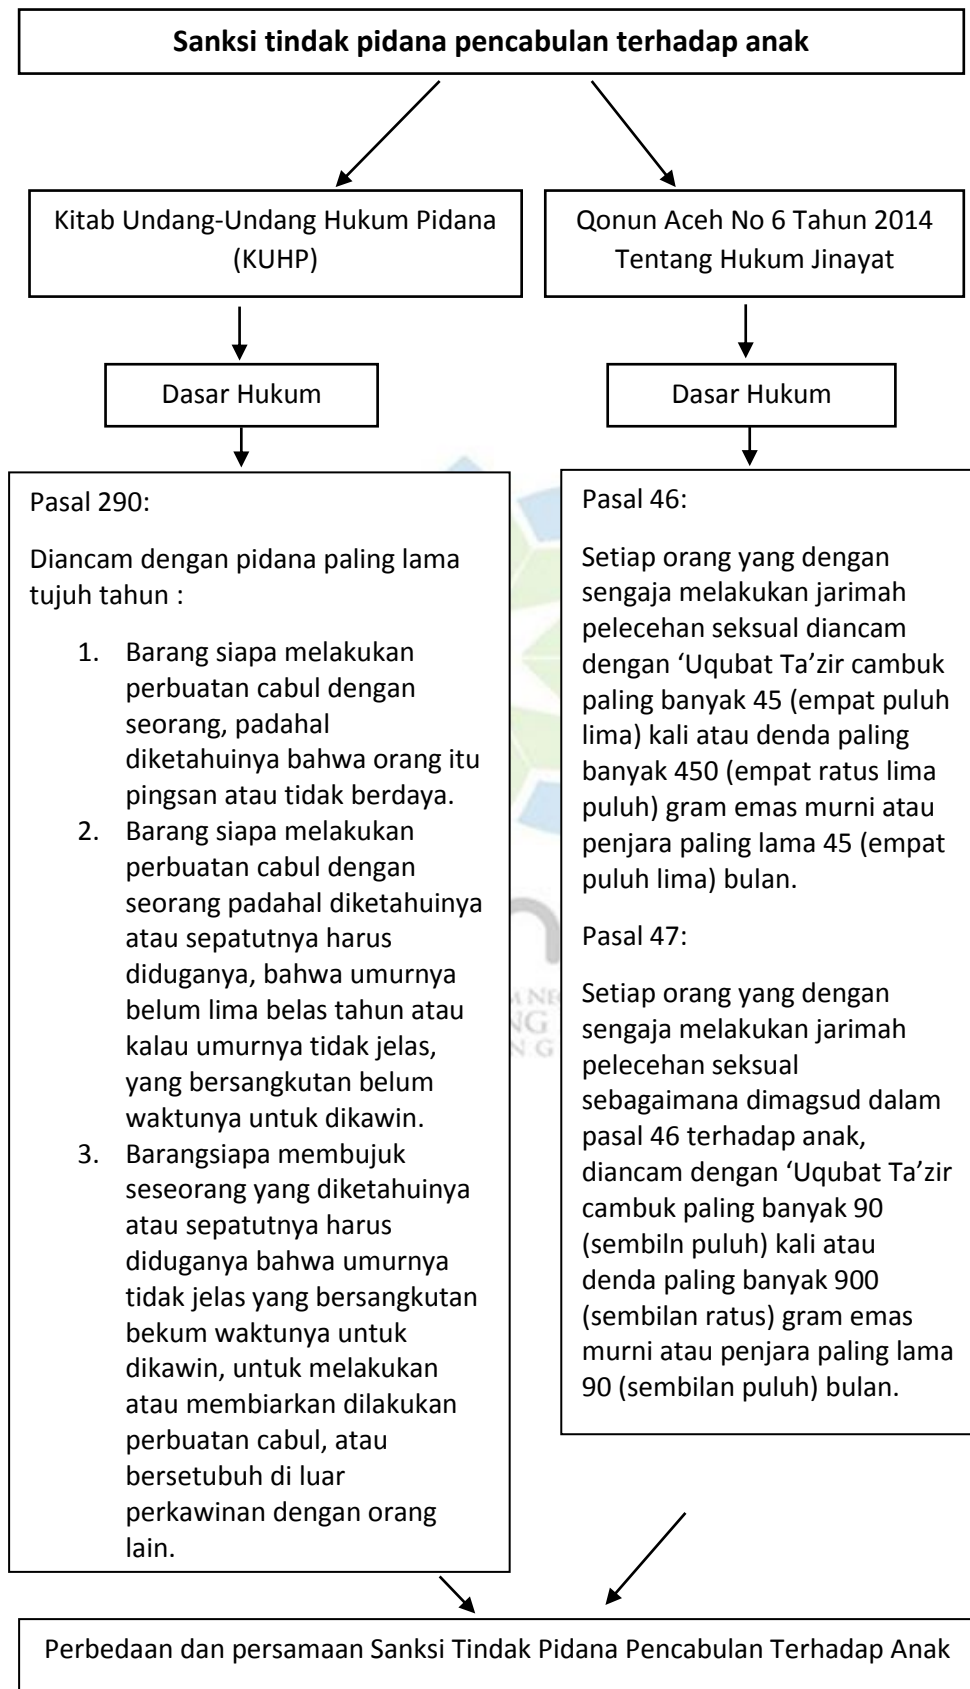 Sanksi tindak pidana pencabulan terhadap anak
Kitab Undang-Undang Hukum Pidana
(KUHP)
Qonun Aceh No 6 Tahun 2014
Tentang Hukum Jinayat
Dasar Hukum
Dasar Hukum
Pasal 290:
Diancam dengan pidana paling lama
tujuh tahun :
1. Barang siapa melakukan
perbuatan cabul dengan
seorang, padahal
diketahuinya bahwa orang itu
pingsan atau tidak berdaya.
2. Barang siapa melakukan
perbuatan cabul dengan
seorang padahal diketahuinya
atau sepatutnya harus
diduganya, bahwa umurnya
belum lima belas tahun atau
kalau umurnya tidak jelas,
yang bersangkutan belum
waktunya untuk dikawin.
3. Barangsiapa membujuk
seseorang yang diketahuinya
atau sepatutnya harus
diduganya bahwa umurnya
tidak jelas yang bersangkutan
bekum waktunya untuk
dikawin, untuk melakukan
atau membiarkan dilakukan
perbuatan cabul, atau
bersetubuh di luar
perkawinan dengan orang
lain.
Pasal 46:
Setiap orang yang dengan
sengaja melakukan jarimah
pelecehan seksual diancam
dengan ‘Uqubat Ta’zir cambuk
paling banyak 45 (empat puluh
lima) kali atau denda paling
banyak 450 (empat ratus lima
puluh) gram emas murni atau
penjara paling lama 45 (empat
puluh lima) bulan.
Pasal 47:
Setiap orang yang dengan
sengaja melakukan jarimah
pelecehan seksual
sebagaimana dimagsud dalam
pasal 46 terhadap anak,
diancam dengan ‘Uqubat Ta’zir
cambuk paling banyak 90
(sembiln puluh) kali atau
denda paling banyak 900
(sembilan ratus) gram emas
murni atau penjara paling lama
90 (sembilan puluh) bulan.
Perbedaan dan persamaan Sanksi Tindak Pidana Pencabulan Terhadap Anak